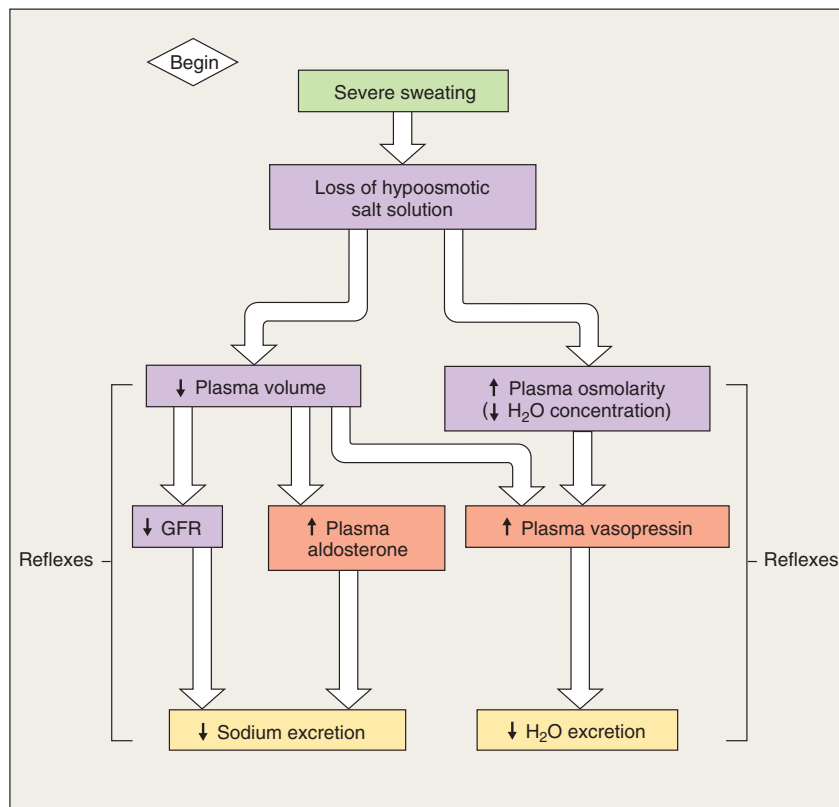 Begin
Severe sweating
Loss of hypoosmotic
salt solution
↓ Plasma volume
↑ Plasma osmolarity
(↓ H₂O concentration)
↓ GFR
↑ Plasma
aldosterone
↑ Plasma vasopressin
Reflexes
Reflexes
↓ Sodium excretion
↓ H₂O excretion